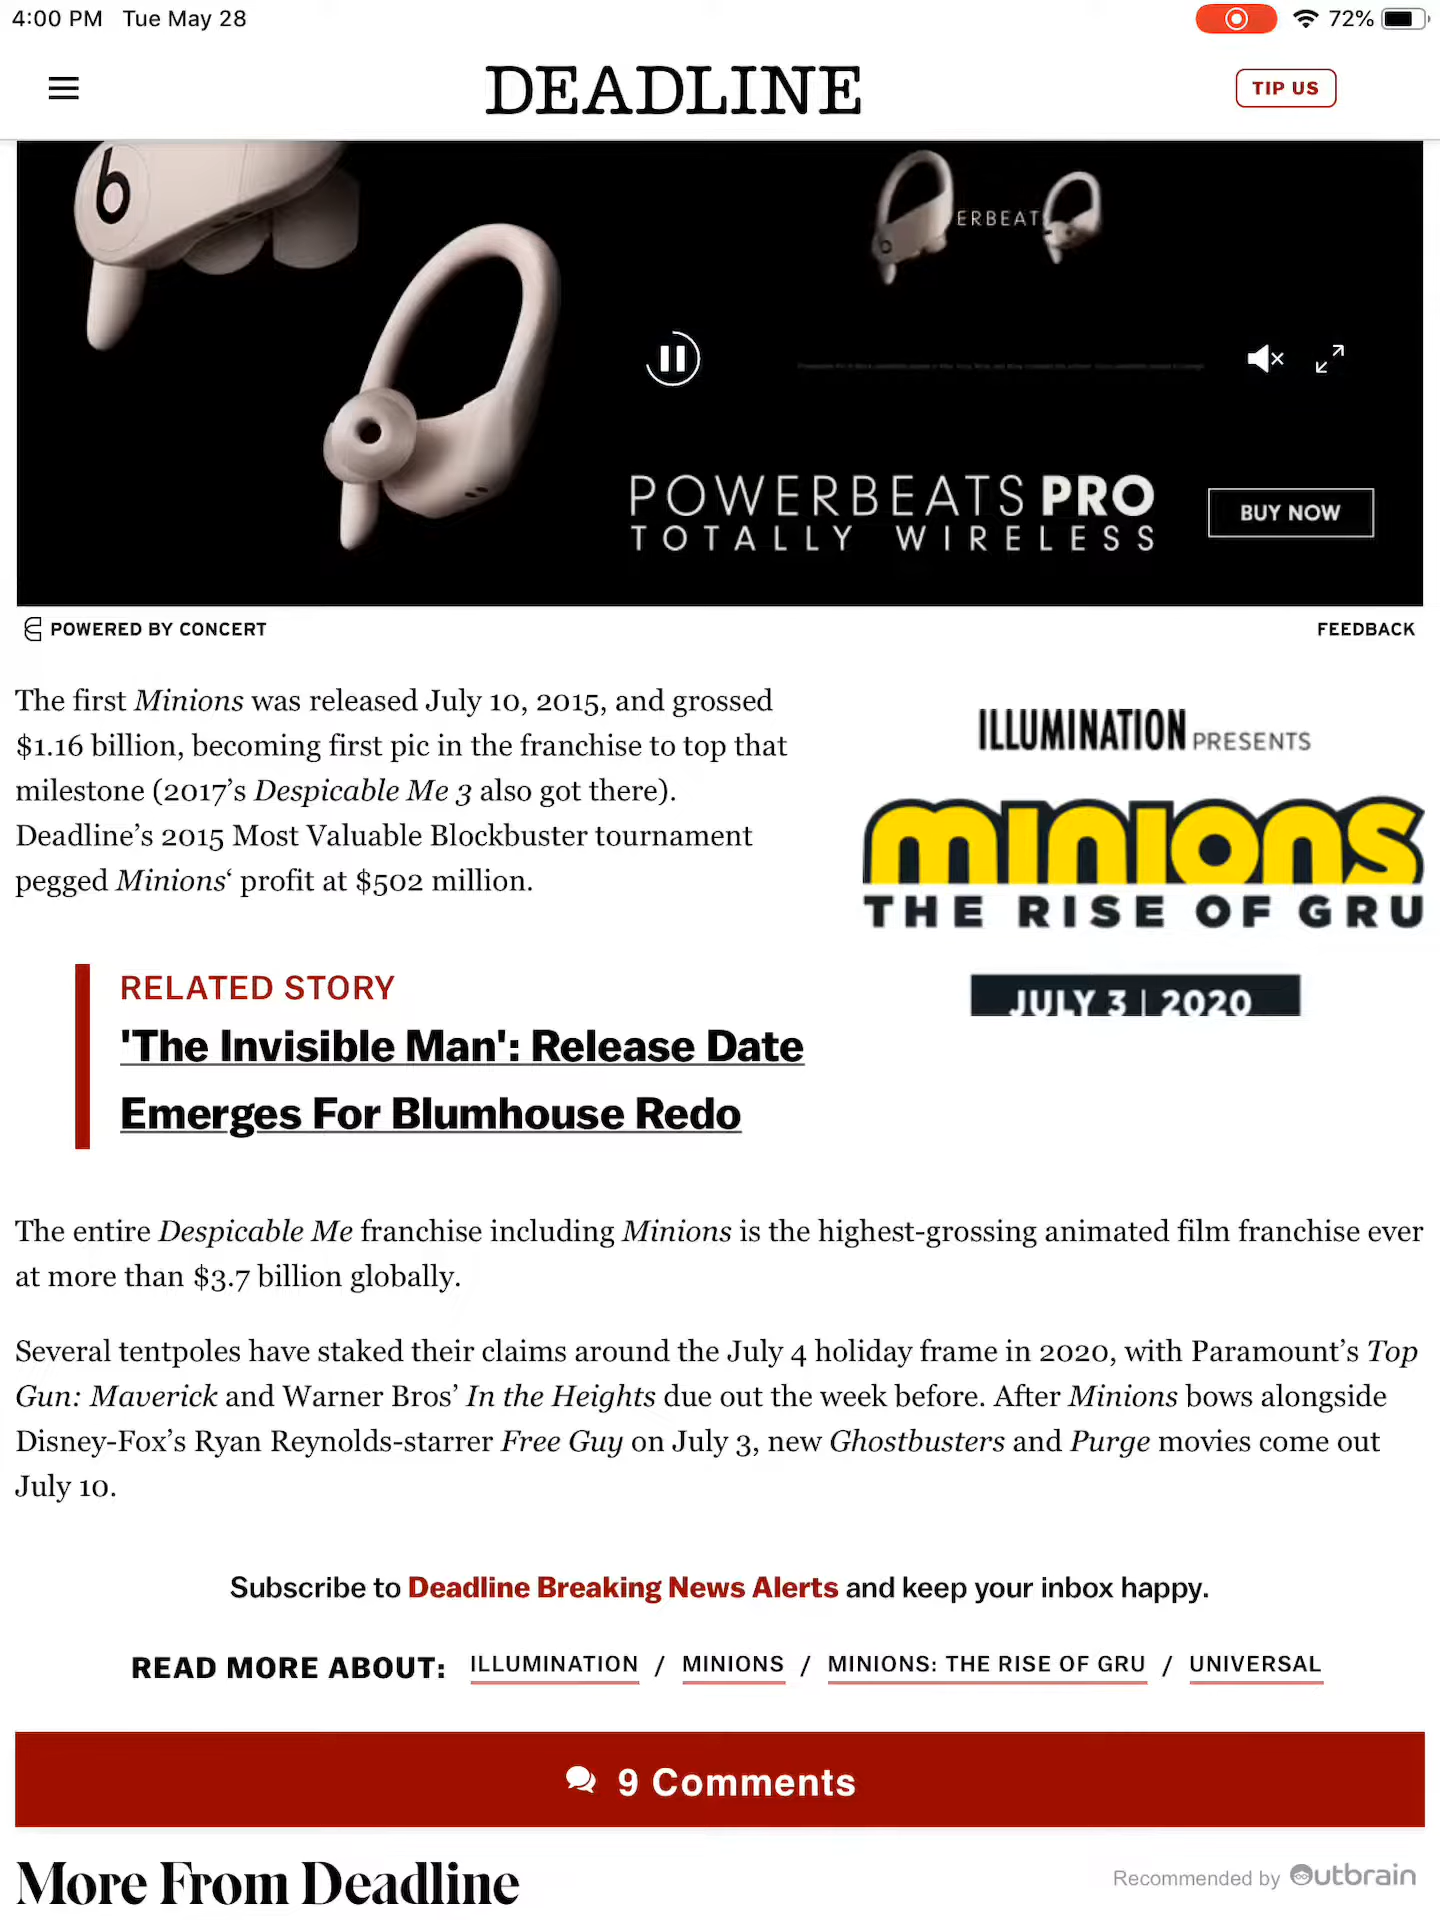 4:00 PM Tue May 28
72%
DEADLINE
TIP US
b
b
ERBEAT
POWERBEATS PRO
TOTALLY WIRELESS
BUY NOW
POWERED BY CONCERT
FEEDBACK
The first Minions was released July 10, 2015, and grossed
$1.16 billion, becoming first pic in the franchise to top that
milestone (2017’s Despicable Me 3 also got there).
Deadline’s 2015 Most Valuable Blockbuster tournament
pegged Minions‘ profit at $502 million.
ILLUMINATION PRESENTS
minions
THE RISE OF GRU
JULY 3 | 2020
RELATED STORY
'The Invisible Man': Release Date
Emerges For Blumhouse Redo
The entire Despicable Me franchise including Minions is the highest-grossing animated film franchise ever
at more than $3.7 billion globally.
Several tentpoles have staked their claims around the July 4 holiday frame in 2020, with Paramount’s Top
Gun: Maverick and Warner Bros’ In the Heights due out the week before. After Minions bows alongside
Disney-Fox’s Ryan Reynolds-starrer Free Guy on July 3, new Ghostbusters and Purge movies come out
July 10.
Subscribe to Deadline Breaking News Alerts and keep your inbox happy.
READ MORE ABOUT: ILLUMINATION / MINIONS / MINIONS: THE RISE OF GRU / UNIVERSAL
9 Comments
More From Deadline
Recommended by Outbrain